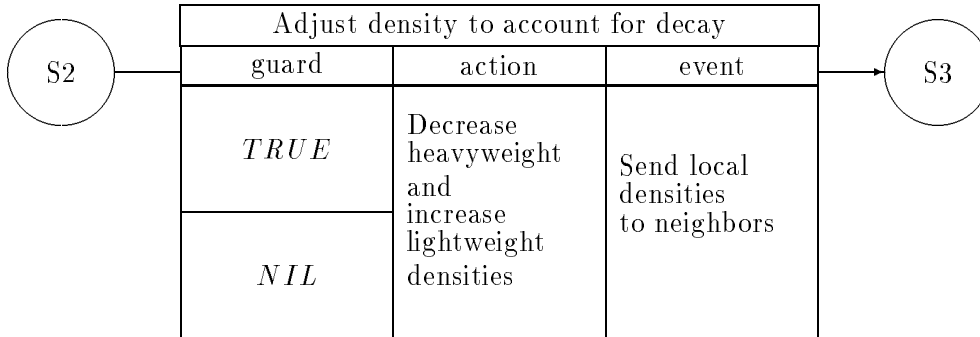 Adjust density to account for decay
S2
guard
action
event
S3
TRUE
NIL
Decrease
heavyweight
and
increase
lightweight
densities
Send local
densities
to neighbors